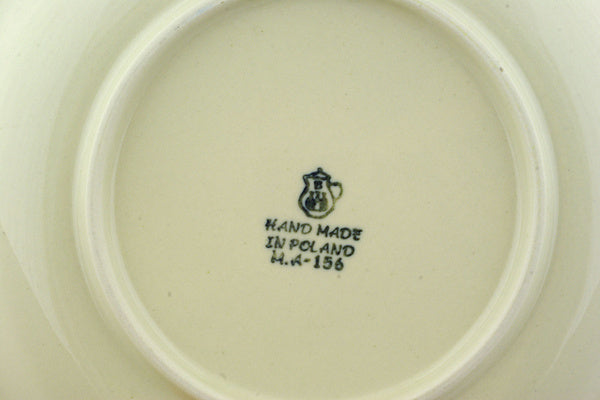 B
HAND MADE
IN POLAND
M.A-156